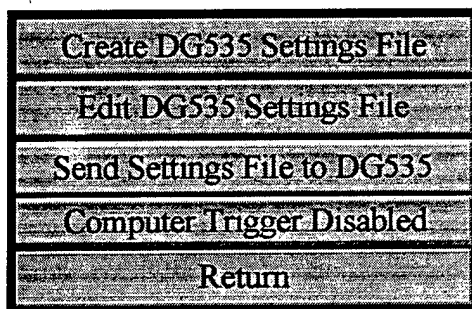 Create DG535 Settings File
Edit DG535 Settings File
Send Settings File to DG535
Computer Trigger Disabled
Return